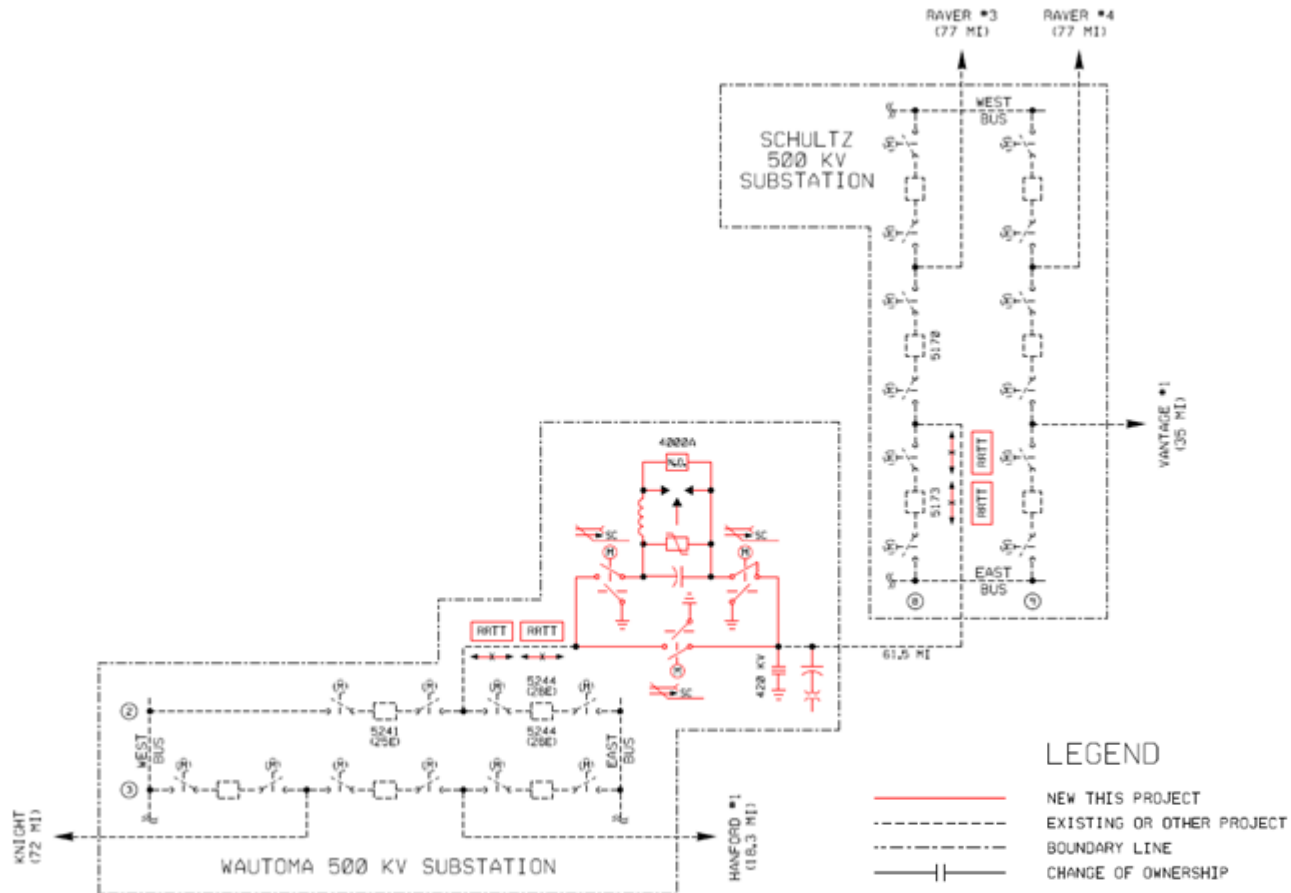 RAVER #3
(77 MI)
RAVER #4
(77 MI)
WEST
BUS
SCHULTZ
500 KV
SUBSTATION
(M)
(M)
(M)
(M)
(M)
(M)
(M)
(M)
5170
(M)
(M)
VANTAGE #1
(35 MI)
(M)
(M)
RATT
RATT
5173
EAST
BUS
8
9
4000A
N.O.
SC
SC
M
M
M
SC
RATT
RATT
420 KV
61.5 MI
(M)
(M)
(M)
(M)
5244
(28E)
2
5241
(25E)
5244
(28E)
WEST
BUS
EAST
BUS
(M)
(M)
(M)
(M)
(M)
(M)
3
KNIGHT
(72 MI)
HANFORD #1
(18.3 MI)
WAUTOMA 500 KV SUBSTATION
LEGEND
NEW THIS PROJECT
EXISTING OR OTHER PROJECT
BOUNDARY LINE
CHANGE OF OWNERSHIP